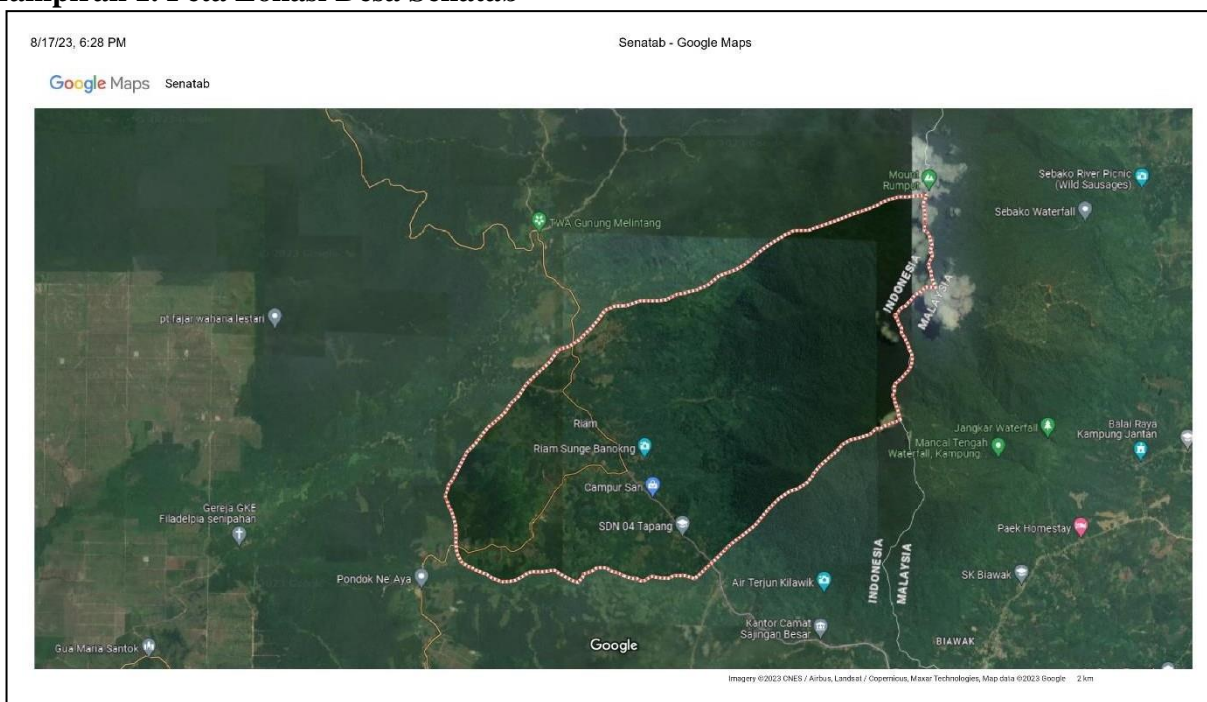 Lampiran 1. Peta Lokasi Desa Senatab
8/17/23, 6:28 PM
Senatab - Google Maps
Google Maps Senatab
Mount
Rumput
Sebako River Picnic
(Wild Sausages)
Sebako Waterfall
TWA Gunung Melintang
INDONESIA
MALAYSIA
pt.fajar wahana lestari
Riam
Riam Sunge Banokng
Campur Sari
SDN 04 Tapang
Jangkar Waterfall
Mancal Tengah
Waterfall, Kampung
Balai Raya
Kampung Jantan
Gereja GKE
Filadelpia senipahan
Paek Homestay
INDONESIA
MALAYSIA
SK Biawak
Pondok Ne Aya
Air Terjun Kilawik
Kantor Camat
Sajingan Besar
BIAWAK
Gua Maria Santok
Google
Imagery ©2023 CNES / Airbus, Landsat / Copernicus, Maxar Technologies, Map data ©2023 Google 2 km